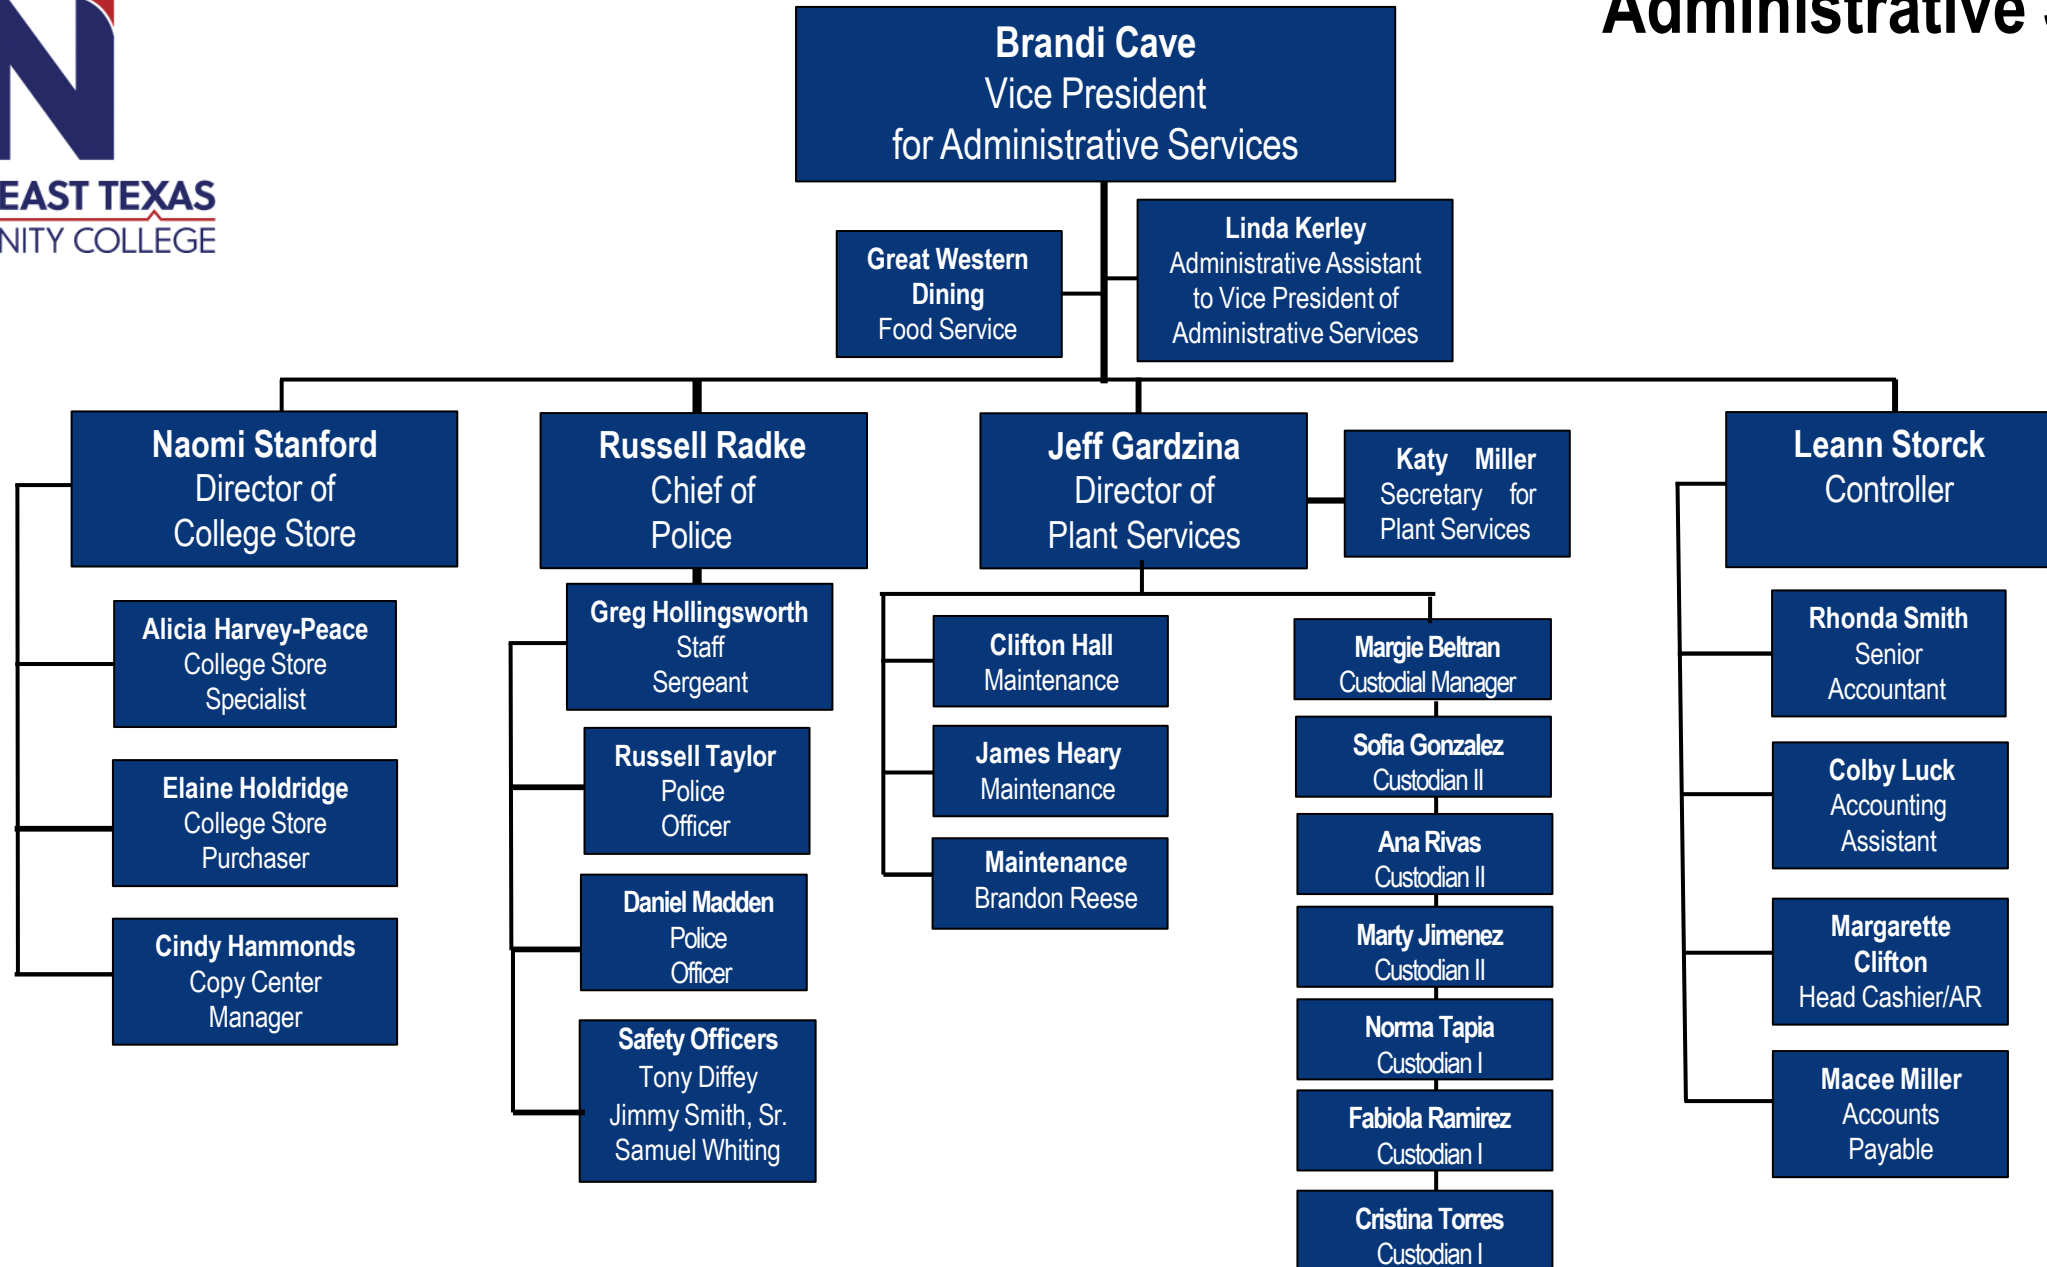 Administrative
N
EAST TEXAS
NITY COLLEGE
Brandi Cave
Vice President
for Administrative Services
Great Western
Dining
Food Service
Linda Kerley
Administrative Assistant
to Vice President of
Administrative Services
Naomi Stanford
Director of
College Store
Alicia Harvey-Peace
College Store
Specialist
Elaine Holdridge
College Store
Purchaser
Cindy Hammonds
Copy Center
Manager
Russell Radke
Chief of
Police
Greg Hollingsworth
Staff
Sergeant
Russell Taylor
Police
Officer
Daniel Madden
Police
Officer
Safety Officers
Tony Diffey
Jimmy Smith, Sr.
Samuel Whiting
Jeff Gardzina
Director of
Plant Services
Katy Miller
Secretary for
Plant Services
Clifton Hall
Maintenance
James Heary
Maintenance
Maintenance
Brandon Reese
Margie Beltran
Custodial Manager
Sofia Gonzalez
Custodian II
Ana Rivas
Custodian II
Marty Jimenez
Custodian II
Norma Tapia
Custodian I
Fabiola Ramirez
Custodian I
Cristina Torres
Custodian I
Leann Storck
Controller
Rhonda Smith
Senior
Accountant
Colby Luck
Accounting
Assistant
Margarette
Clifton
Head Cashier/AR
Macee Miller
Accounts
Payable